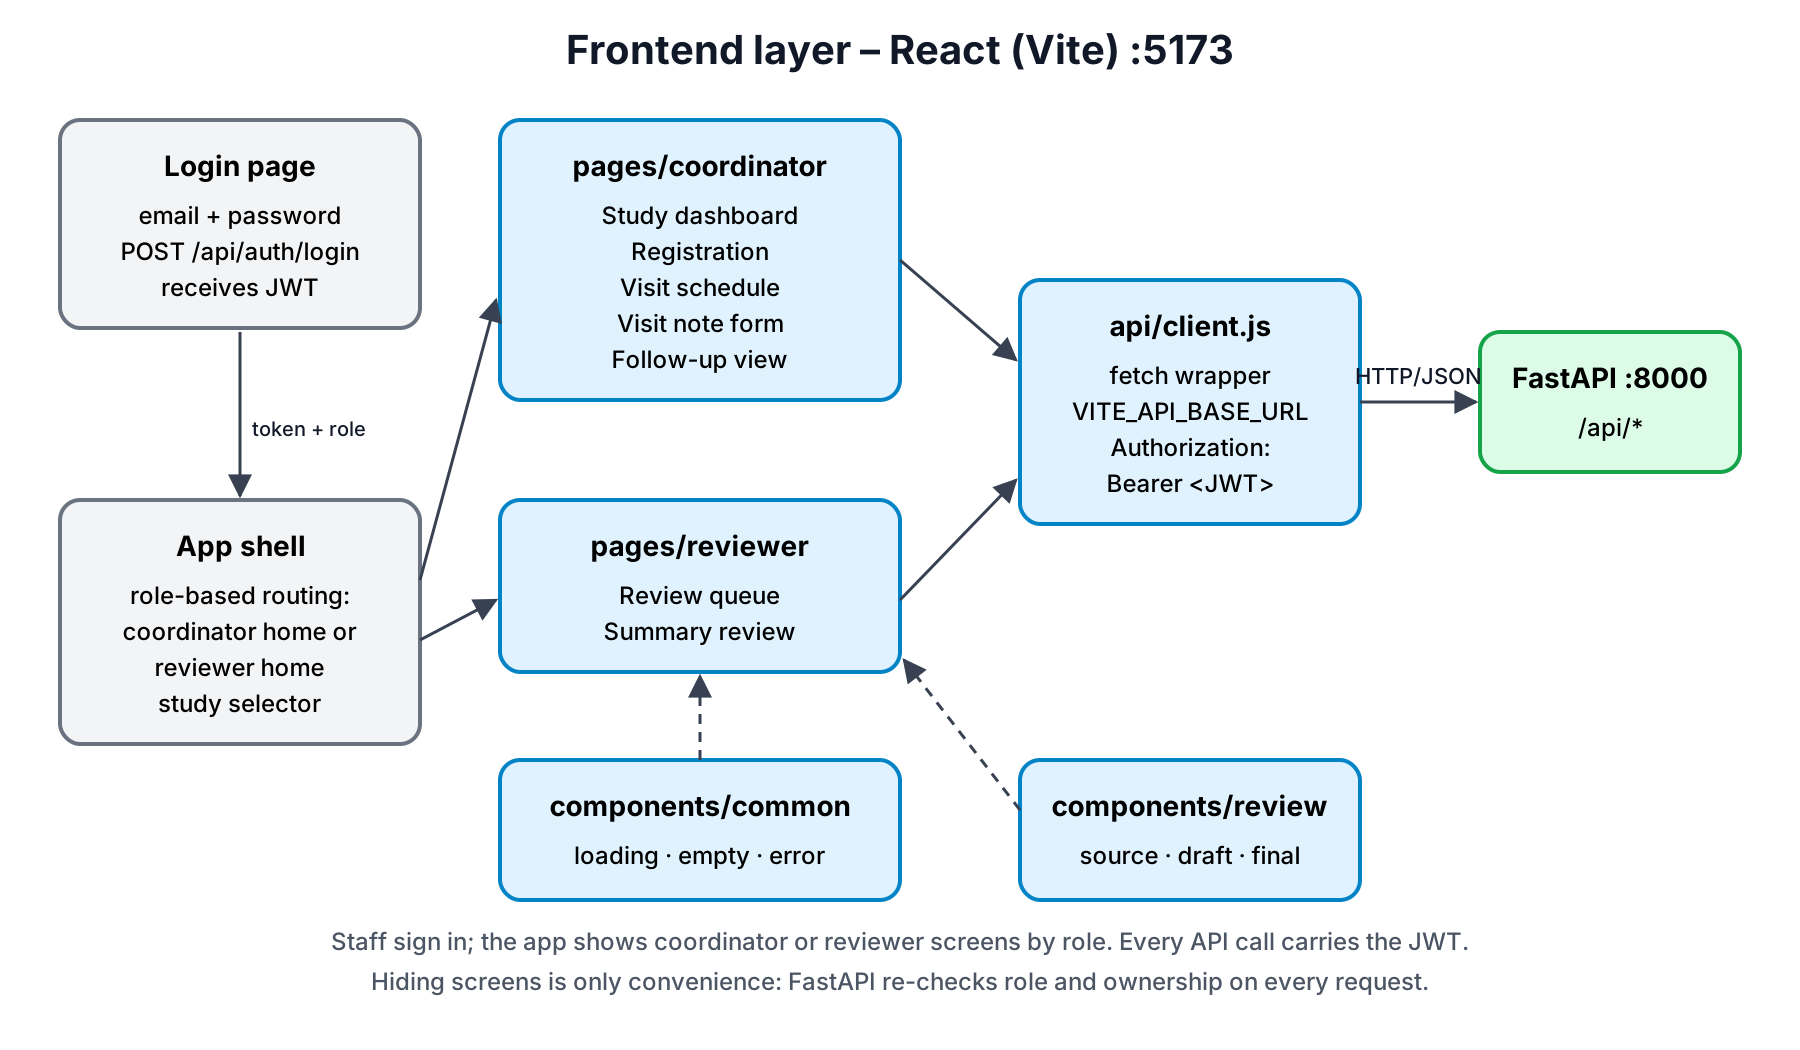 Frontend layer – React (Vite) :5173
Login page
email + password
POST /api/auth/login
receives JWT
token + role
App shell
role-based routing:
coordinator home or
reviewer home
study selector
pages/coordinator
Study dashboard
Registration
Visit schedule
Visit note form
Follow-up view
pages/reviewer
Review queue
Summary review
components/common
loading · empty · error
api/client.js
fetch wrapper
VITE_API_BASE_URL
Authorization:
Bearer <JWT>
HTTP/JSON
FastAPI :8000
/api/*
components/review
source · draft · final
Staff sign in; the app shows coordinator or reviewer screens by role. Every API call carries the JWT.
Hiding screens is only convenience: FastAPI re-checks role and ownership on every request.